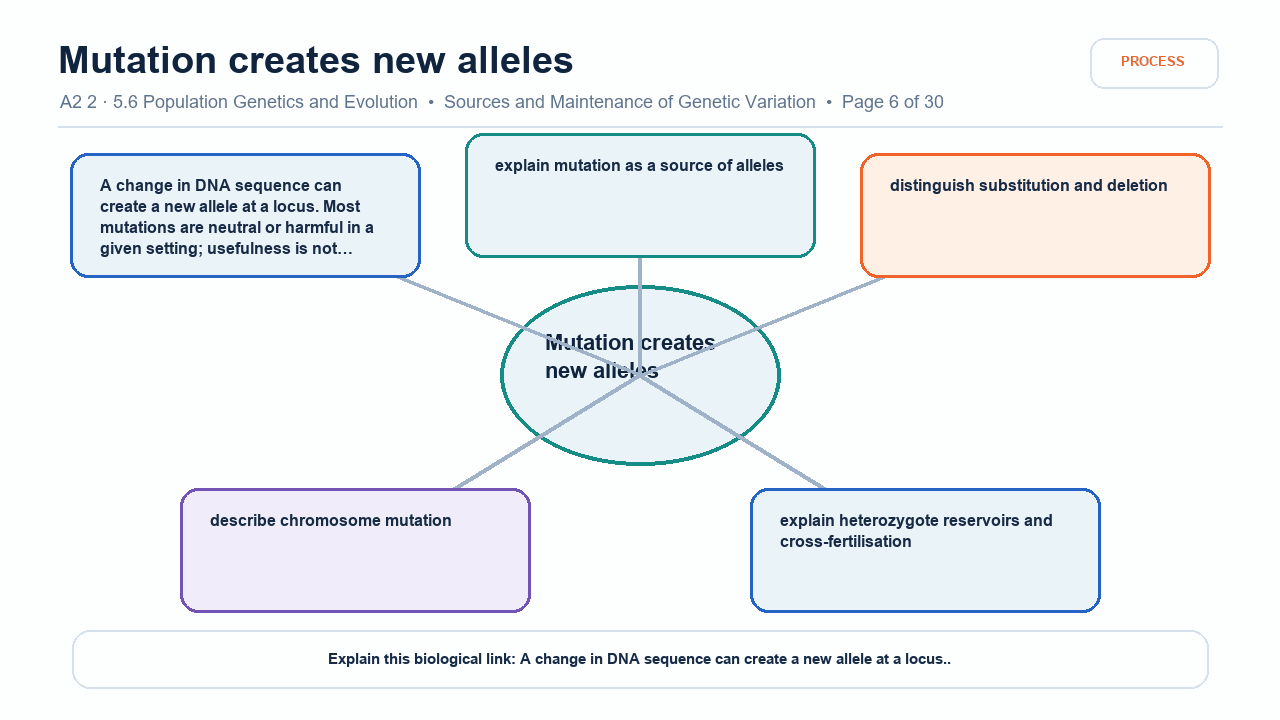 Mutation creates new alleles
PROCESS
A2 2 · 5.6 Population Genetics and Evolution • Sources and Maintenance of Genetic Variation • Page 6 of 30
A change in DNA sequence can
create a new allele at a locus. Most
mutations are neutral or harmful in a
given setting; usefulness is not…
explain mutation as a source of alleles
distinguish substitution and deletion
Mutation creates
new alleles
describe chromosome mutation
explain heterozygote reservoirs and
cross-fertilisation
Explain this biological link: A change in DNA sequence can create a new allele at a locus..